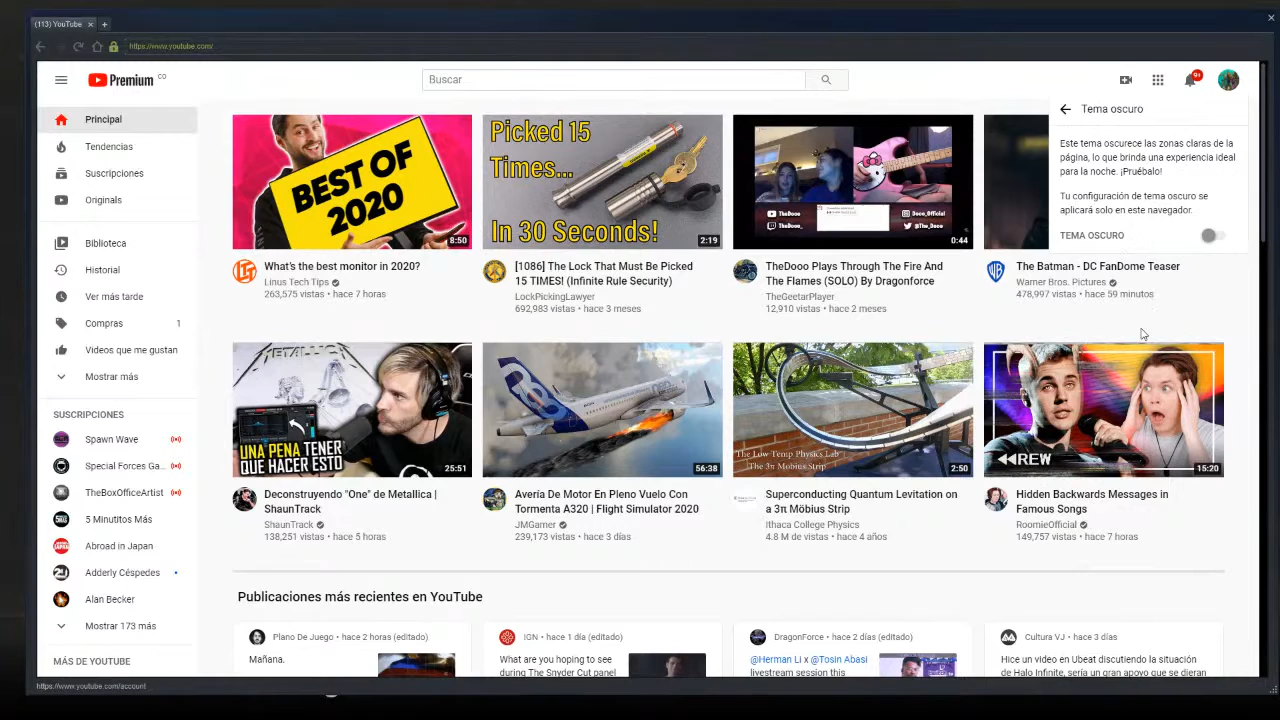 (113) YouTube
https://www.youtube.com/
Premium CO
Buscar
9+
Principal
Tendencias
Suscripciones
Originals
Biblioteca
Historial
Ver más tarde
Compras 1
Videos que me gustan
Mostrar más
SUSCRIPCIONES
Spawn Wave
Special Forces Ga...
TheBoxOfficeArtist
5 Minutitos Más
Abroad in Japan
Adderly Céspedes
Alan Becker
Mostrar 173 más
MÁS DE YOUTUBE
https://www.youtube.com/account
Tema oscuro
Este tema oscurece las zonas claras de la
página, lo que brinda una experiencia ideal
para la noche. ¡Pruébalo!
Tu configuración de tema oscuro se
aplicará solo en este navegador.
TEMA OSCURO
BEST OF
2020
8:50
What's the best monitor in 2020?
Linus Tech Tips
263,575 vistas • hace 7 horas
Picked 15
Times...
In 30 Seconds!
2:19
[1086] The Lock That Must Be Picked
15 TIMES! (Infinite Rule Security)
LockPickingLawyer
692,983 vistas • hace 3 meses
TheDooo
Dooo_Official
TheDooo_
@The_Dooo
0:44
TheDooo Plays Through The Fire And
The Flames (SOLO) By Dragonforce
TheGeetarPlayer
12,910 vistas • hace 2 meses
The Batman - DC FanDome Teaser
Warner Bros. Pictures
478,997 vistas • hace 59 minutos
METALLICA
UNA PENA TENER
QUE HACER ESTO
25:51
Deconstruyendo "One" de Metallica |
ShaunTrack
ShaunTrack
138,251 vistas • hace 5 horas
56:38
Avería De Motor En Pleno Vuelo Con
Tormenta A320 | Flight Simulator 2020
JMGamer
239,173 vistas • hace 3 días
The Low Temp Physics Lab
The 3π Mobius Strip
2:50
Superconducting Quantum Levitation on
a 3π Möbius Strip
Ithaca College Physics
4.8 M de vistas • hace 4 años
REW
15:20
Hidden Backwards Messages in
Famous Songs
RoomieOfficial
149,757 vistas • hace 7 horas
Publicaciones más recientes en YouTube
Plano De Juego • hace 2 horas (editado)
Mañana.
IGN • hace 1 día (editado)
What are you hoping to see
during The Snyder Cut panel
DragonForce • hace 2 días (editado)
@Herman Li x @Tosin Abasi
livestream session this
Cultura VJ • hace 3 días
Hice un video en Ubeat discutiendo la situación
de Halo Infinite, sería un gran apoyo que se dieran